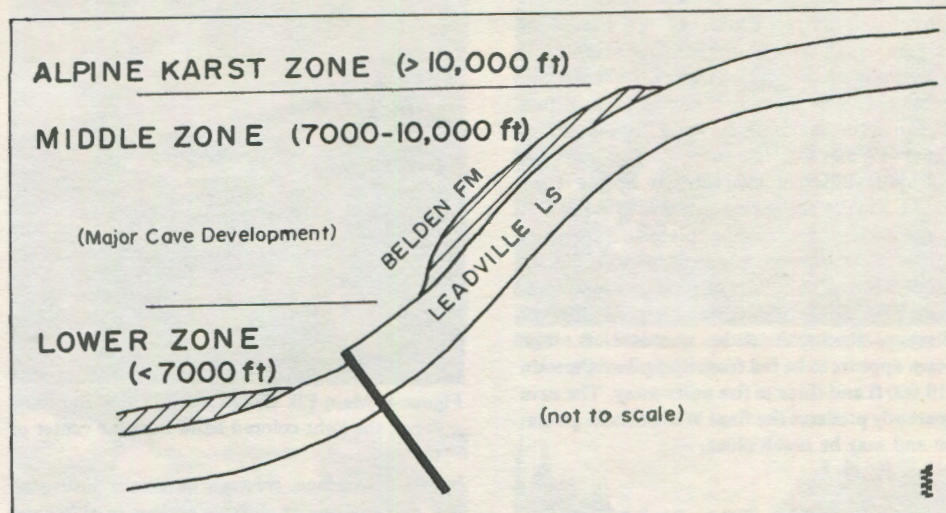 ALPINE KARST ZONE (> 10,000 ft)
MIDDLE ZONE (7000-10,000 ft)
BELDEN FM
(Major Cave Development)
LEADVILLE LS
LOWER ZONE
(< 7000 ft)
(not to scale)